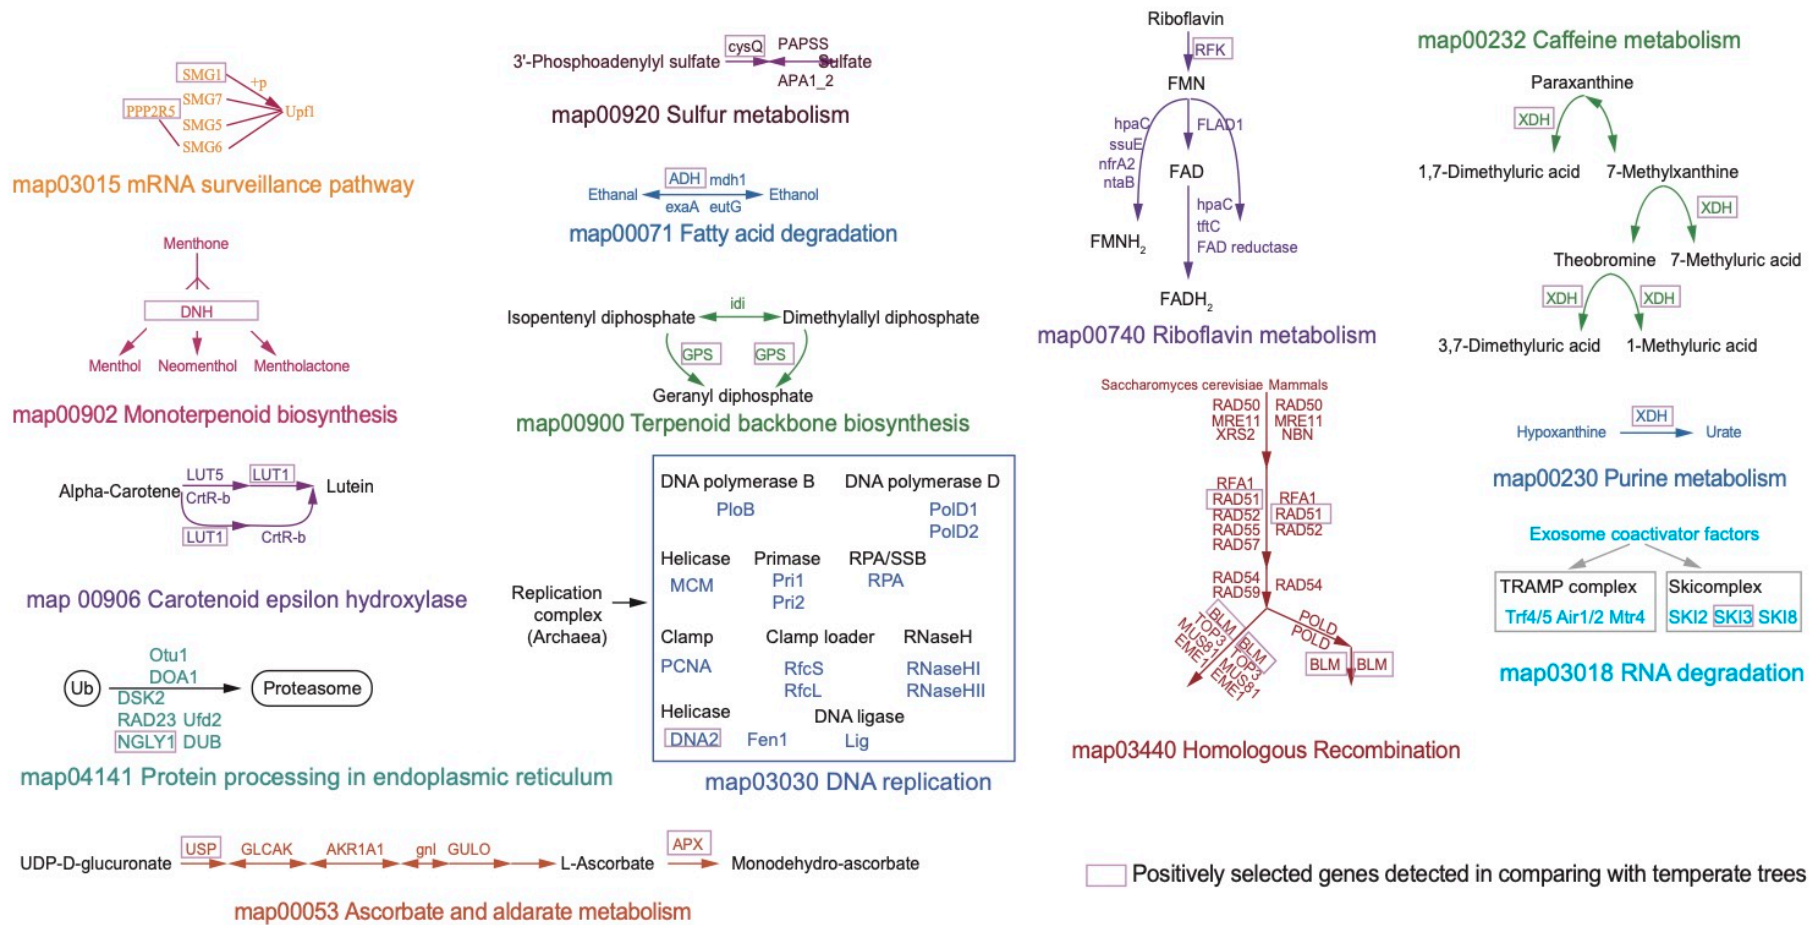 SMG1
+p
PPP2R5
SMG7
Upf1
SMG5
SMG6
map03015 mRNA surveillance pathway
Menthone
DNH
Menthol Neomenthol Mentholactone
map00902 Monoterpenoid biosynthesis
LUT5 LUT1
Alpha-Carotene Lutein
CrtR-b
LUT1 CrtR-b
map 00906 Carotenoid epsilon hydroxylase
Otu1
DOA1
Ub Proteasome
DSK2
RAD23 Ufd2
NGLY1 DUB
map04141 Protein processing in endoplasmic reticulum
cysQ PAPSS
3'-Phosphoadenylyl sulfate Sulfate
APA1_2
map00920 Sulfur metabolism
ADH mdh1
Ethanal Ethanol
exaA eutG
map00071 Fatty acid degradation
idi
Isopentenyl diphosphate Dimethylallyl diphosphate
GPS GPS
Geranyl diphosphate
map00900 Terpenoid backbone biosynthesis
Replication
complex
(Archaea)
DNA polymerase B DNA polymerase D
PloB PolD1
PolD2
Helicase Primase RPA/SSB
MCM Pri1 RPA
Pri2
Clamp Clamp loader RNaseH
PCNA RfcS RNaseHI
RfcL RNaseHII
Helicase DNA ligase
DNA2 Fen1 Lig
map03030 DNA replication
Riboflavin
RFK
FMN
hpaC FLAD1
ssuE
nfrA2
ntaB
FAD
hpaC
tftC
FAD reductase
FMNH2
FADH2
map00740 Riboflavin metabolism
Saccharomyces cerevisiae Mammals
RAD50 RAD50
MRE11 MRE11
XRS2 NBN
RFA1
RAD51 RFA1
RAD52 RAD51
RAD55 RAD52
RAD57
RAD54 RAD54
RAD59
BLM
TOP3
MUS81
EME1
BLM
TOP3
MUS81
EME1
POLD
POLD
BLM BLM
map03440 Homologous Recombination
map00232 Caffeine metabolism
Paraxanthine
XDH
1,7-Dimethyluric acid 7-Methylxanthine
XDH
Theobromine 7-Methyluric acid
XDH XDH
3,7-Dimethyluric acid 1-Methyluric acid
XDH
Hypoxanthine Urate
map00230 Purine metabolism
Exosome coactivator factors
TRAMP complex Skicomplex
Trf4/5 Air1/2 Mtr4 SKI2 SKI3 SKI8
map03018 RNA degradation
USP GLCAK AKR1A1 gnl GULO APX
UDP-D-glucuronate L-Ascorbate Monodehydro-ascorbate
map00053 Ascorbate and aldarate metabolism
Positively selected genes detected in comparing with temperate trees